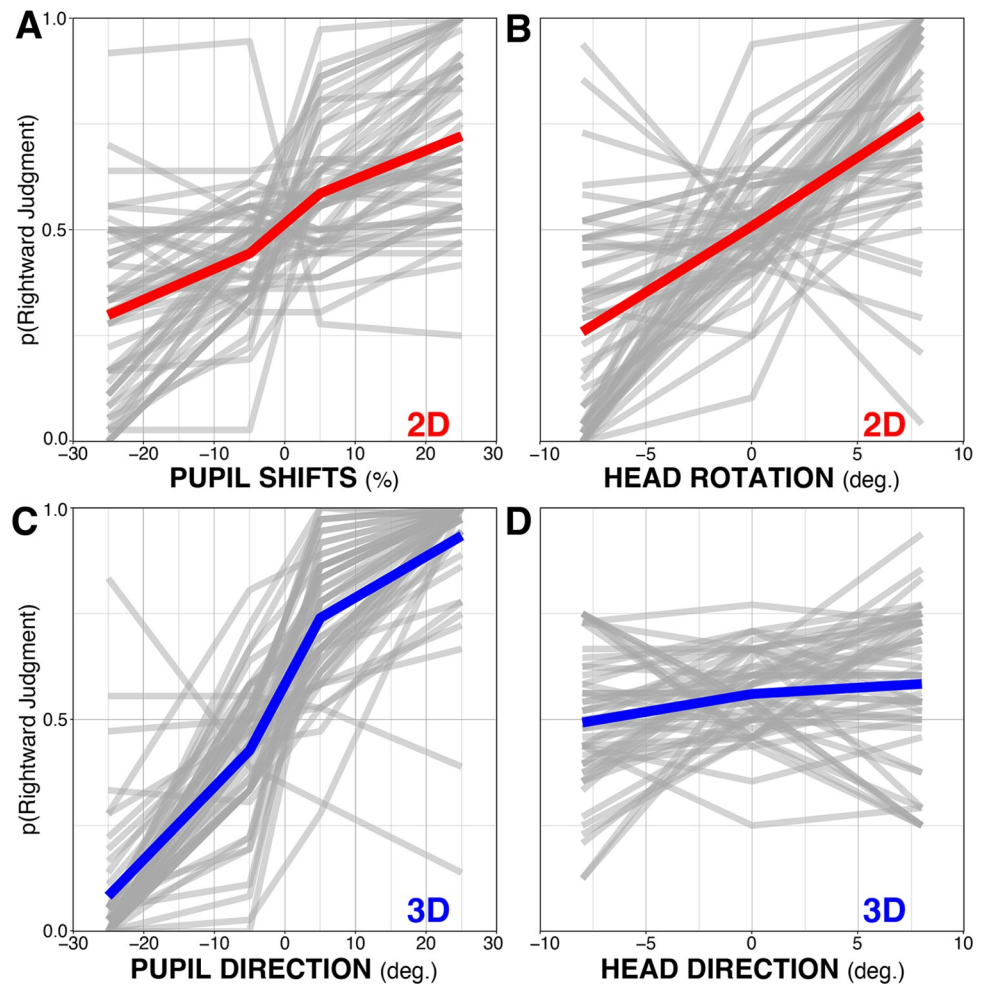 A
B
1.0
0.5
0.0
p(Rightward Judgment)
2D
2D
−30 −20 −10 0 10 20 30
−10 −5 0 5 10
PUPIL SHIFTS (%)
HEAD ROTATION (deg.)
C
D
1.0
0.5
0.0
p(Rightward Judgment)
3D
3D
−30 −20 −10 0 10 20 30
−10 −5 0 5 10
PUPIL DIRECTION (deg.)
HEAD DIRECTION (deg.)